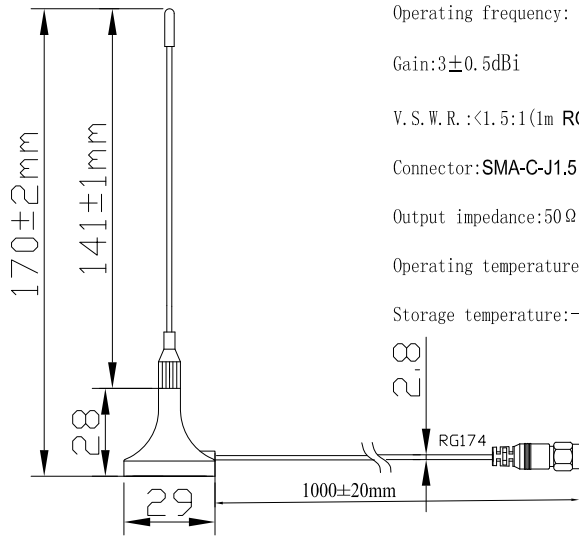 Operating frequency:
Gain:3±0.5dBi
V.S.W.R.:<1.5:1(1m RG
Connector:SMA-C-J1.5
Output impedance:50Ω
Operating temperature
Storage temperature:-
170±2mm
141±1mm
28
29
2.8
RG174
1000±20mm